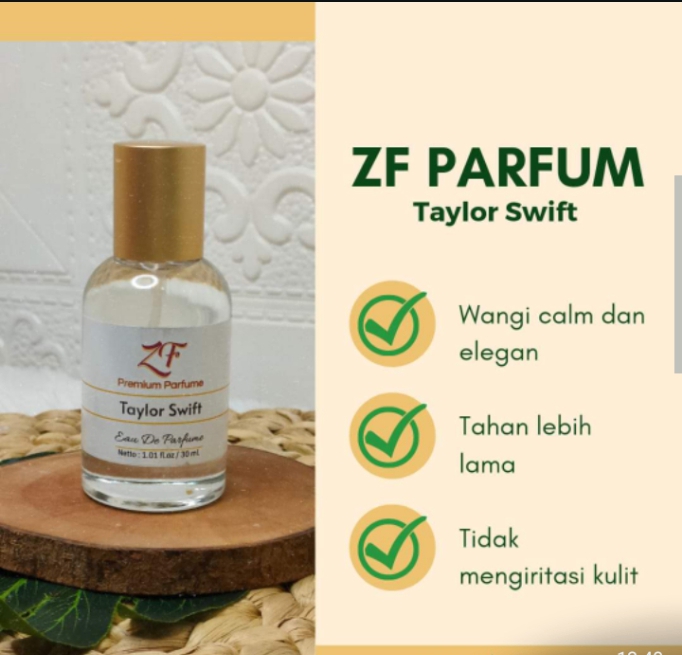 ZF
Premium Parfume
Taylor Swift
Eau De Parfume
Netto : 1.01 fl.oz / 30 mL
ZF PARFUM
Taylor Swift
Wangi calm dan
elegan
Tahan lebih
lama
Tidak
mengiritasi kulit